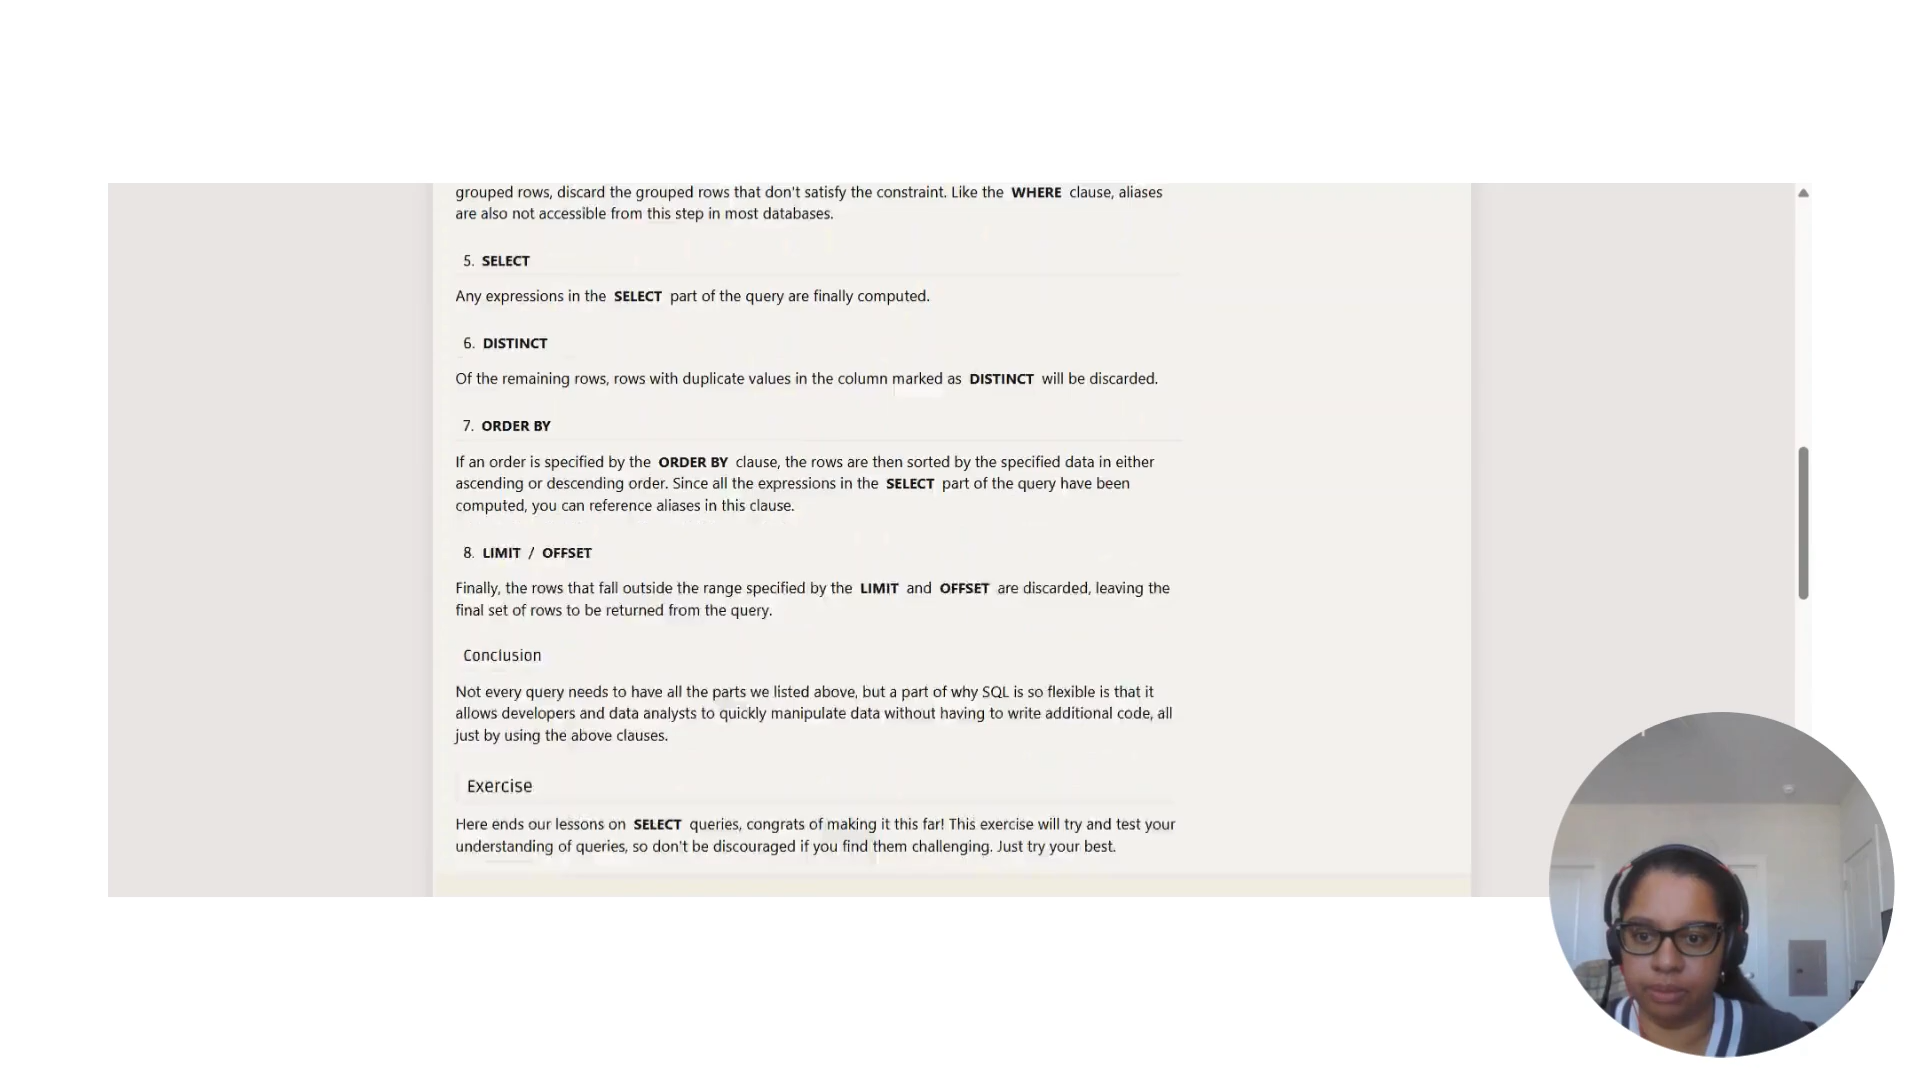 grouped rows, discard the grouped rows that don't satisfy the constraint. Like the WHERE clause, aliases
are also not accessible from this step in most databases.
5. SELECT
Any expressions in the SELECT part of the query are finally computed.
6. DISTINCT
Of the remaining rows, rows with duplicate values in the column marked as DISTINCT will be discarded.
7. ORDER BY
If an order is specified by the ORDER BY clause, the rows are then sorted by the specified data in either
ascending or descending order. Since all the expressions in the SELECT part of the query have been
computed, you can reference aliases in this clause.
8. LIMIT / OFFSET
Finally, the rows that fall outside the range specified by the LIMIT and OFFSET are discarded, leaving the
final set of rows to be returned from the query.
Conclusion
Not every query needs to have all the parts we listed above, but a part of why SQL is so flexible is that it
allows developers and data analysts to quickly manipulate data without having to write additional code, all
just by using the above clauses.
Exercise
Here ends our lessons on SELECT queries, congrats of making it this far! This exercise will try and test your
understanding of queries, so don't be discouraged if you find them challenging. Just try your best.